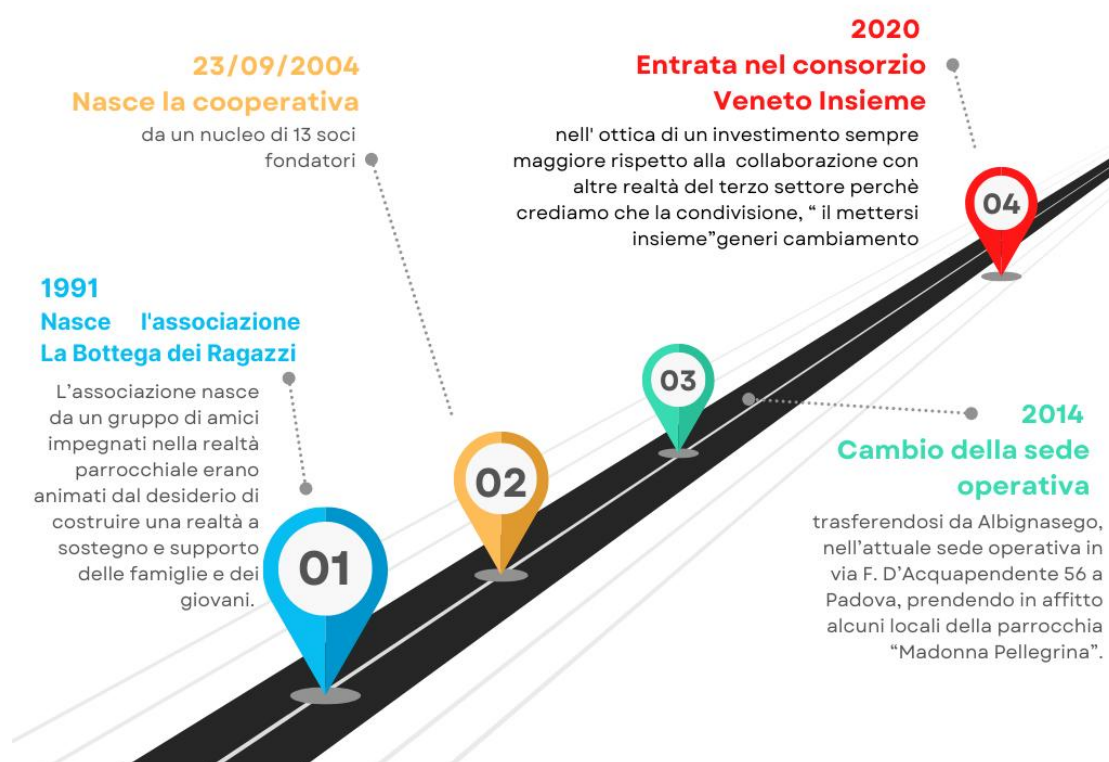 1991
Nasce l'associazione
La Bottega dei Ragazzi
L’associazione nasce
da un gruppo di amici
impegnati nella realtà
parrocchiale erano
animati dal desiderio di
costruire una realtà a
sostegno e supporto
delle famiglie e dei
giovani.
01
23/09/2004
Nasce la cooperativa
da un nucleo di 13 soci
fondatori
02
2014
Cambio della sede
operativa
trasferendosi da Albignasego,
nell’attuale sede operativa in
via F. D’Acquapendente 56 a
Padova, prendendo in affitto
alcuni locali della parrocchia
“Madonna Pellegrina”.
03
2020
Entrata nel consorzio
Veneto Insieme
nell' ottica di un investimento sempre
maggiore rispetto alla collaborazione con
altre realtà del terzo settore perchè
crediamo che la condivisione, “ il mettersi
insieme”generi cambiamento
04